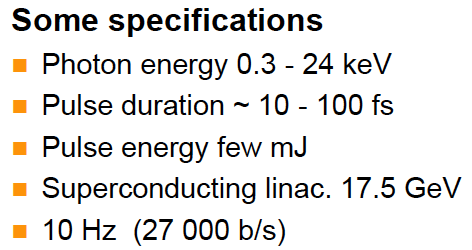 Some specifications
Photon energy 0.3 - 24 keV
Pulse duration ~ 10 - 100 fs
Pulse energy few mJ
Superconducting linac. 17.5 GeV
10 Hz (27 000 b/s)